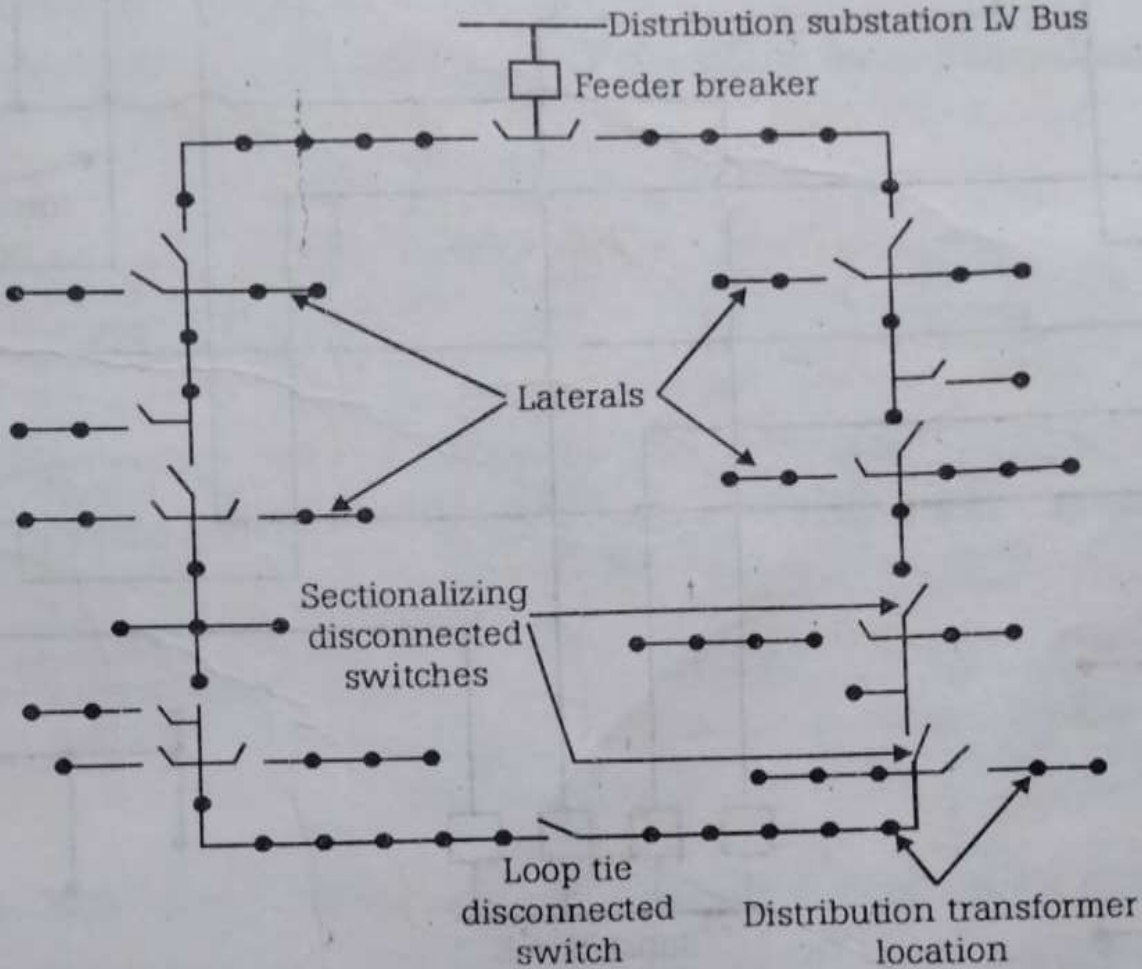 Distribution substation LV Bus
Feeder breaker
Laterals
Sectionalizing
disconnected
switches
Loop tie
disconnected
switch
Distribution transformer
location